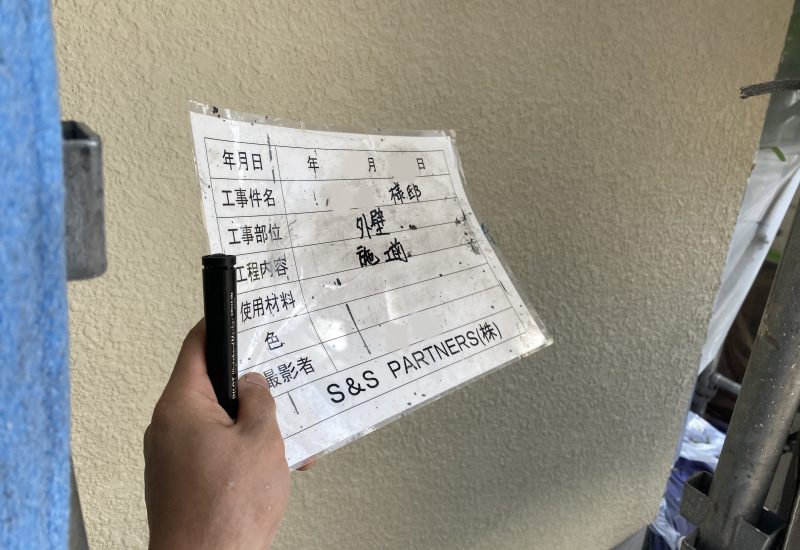 年月日 年 月 日
工事件名 様邸
工事部位 外壁
工程内容 施 前
使用材料
色
撮影者 S&S PARTNERS(株)